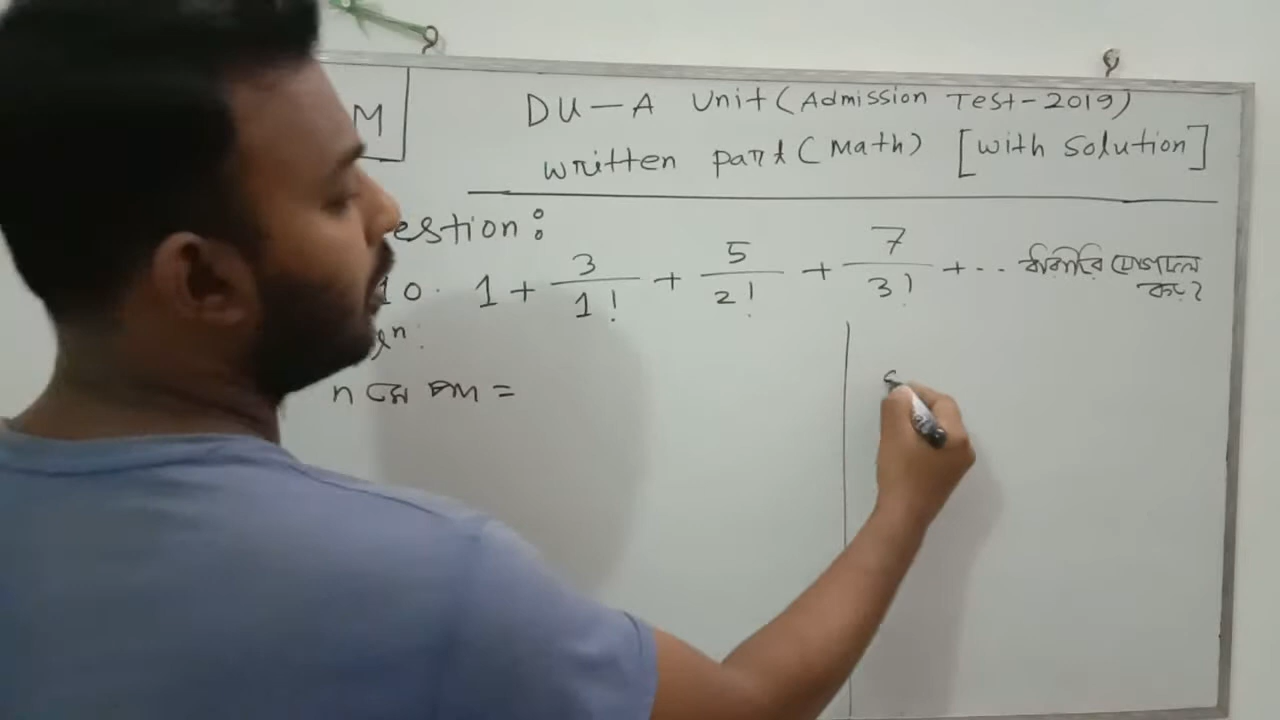 M
DU-A Unit (Admission Test-2019)
written part (Math) [with Solution]
estion:
10. 1 + 3/1! + 5/2! + 7/3! + .. ধারাটির যোগফল
কত?
lⁿ:
n তম পদ =